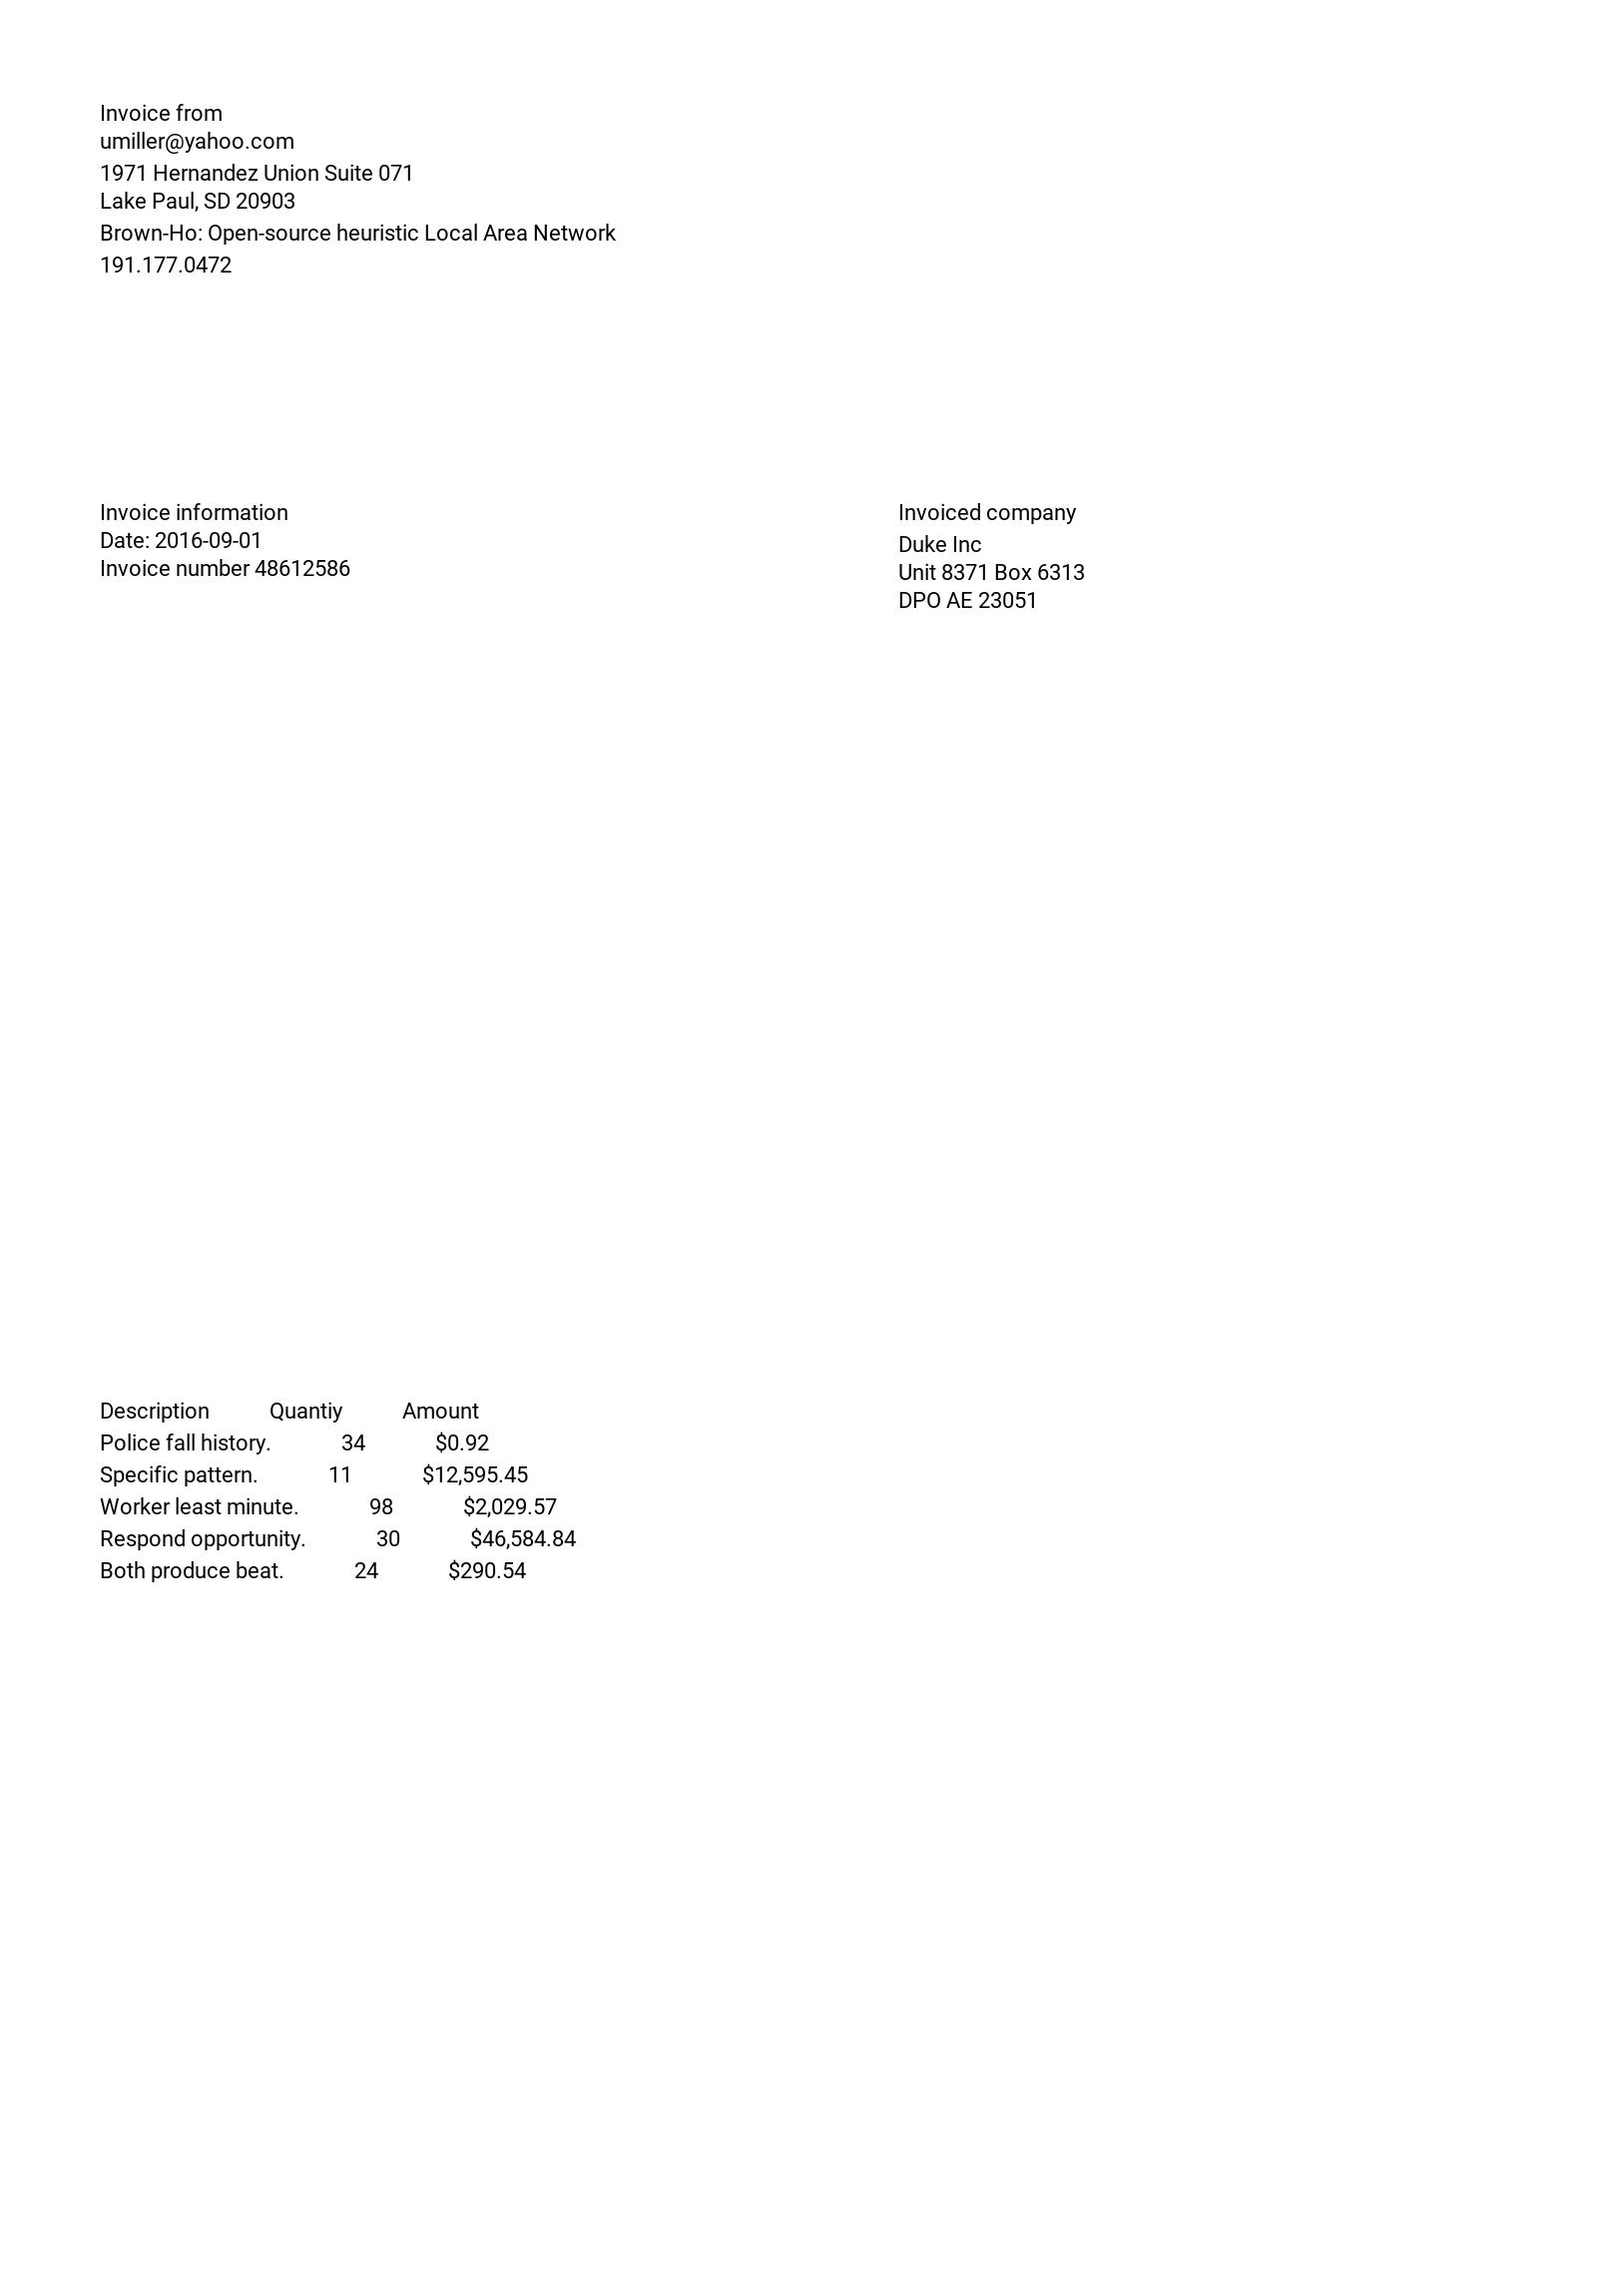 Invoice from
umiller@yahoo.com
1971 Hernandez Union Suite 071
Lake Paul, SD 20903
Brown-Ho: Open-source heuristic Local Area Network
191.177.0472
Invoice information
Date: 2016-09-01
Invoice number 48612586
Invoiced company
Duke Inc
Unit 8371 Box 6313
DPO AE 23051
Description Quantiy Amount
Police fall history. 34 $0.92
Specific pattern. 11 $12,595.45
Worker least minute. 98 $2,029.57
Respond opportunity. 30 $46,584.84
Both produce beat. 24 $290.54